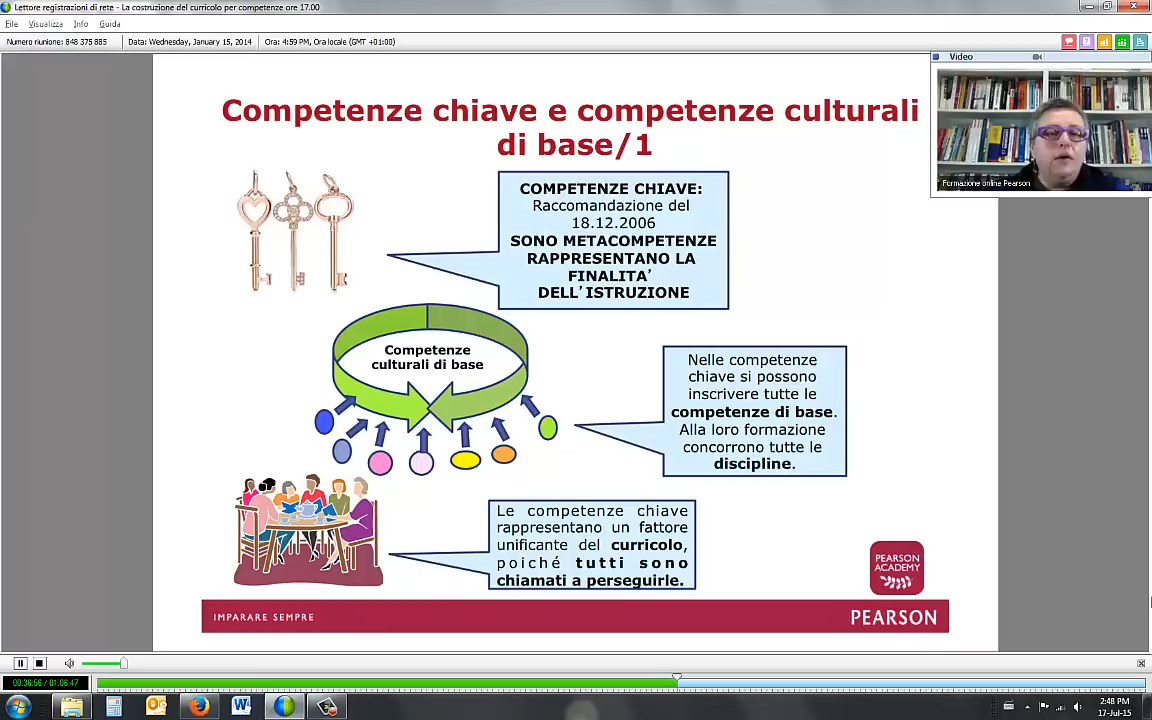 Lettore registrazioni di rete - La costruzione del curricolo per competenze ore 17.00
File Visualizza Info Guida
Numero riunione: 848 375 885 Data: Wednesday, January 15, 2014 Ora: 4:59 PM, Ora locale (GMT +01:00)
Video
Formazione online Pearson
Competenze chiave e competenze culturali
di base/1
COMPETENZE CHIAVE:
Raccomandazione del
18.12.2006
SONO METACOMPETENZE
RAPPRESENTANO LA
FINALITA’
DELL’ISTRUZIONE
Competenze
culturali di base
Nelle competenze
chiave si possono
inscrivere tutte le
competenze di base.
Alla loro formazione
concorrono tutte le
discipline.
Le competenze chiave
rappresentano un fattore
unificante del curricolo,
poiché tutti sono
chiamati a perseguirle.
PEARSON
ACADEMY
IMPARARE SEMPRE
PEARSON
00:36:56 / 01:06:47
2:48 PM
17-Jul-15